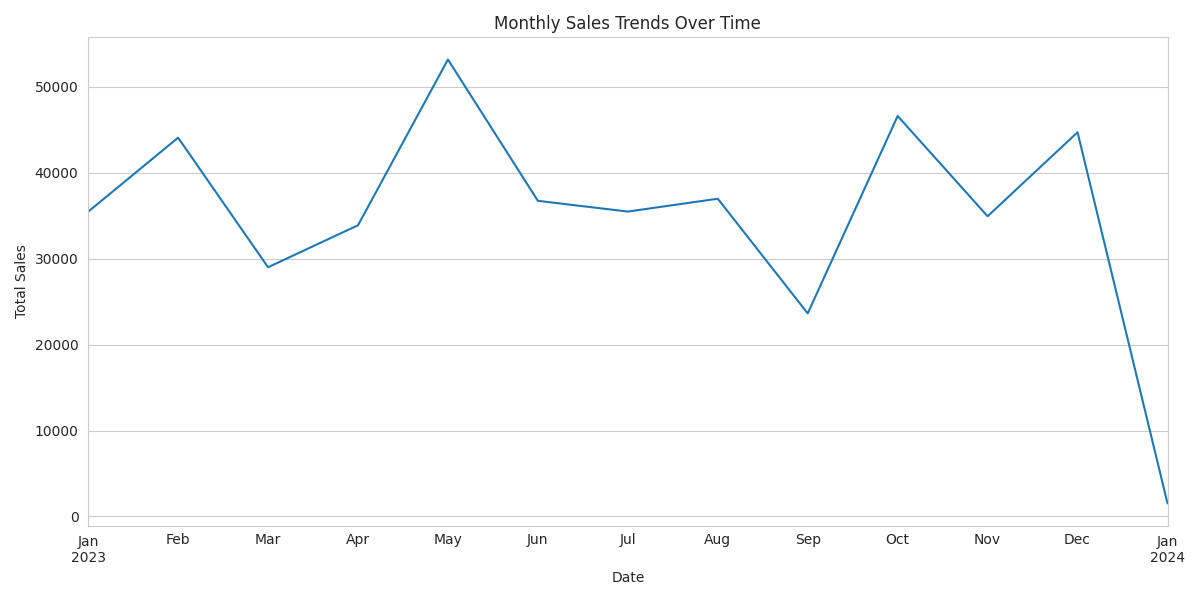 Monthly Sales Trends Over Time
Total Sales
50000
40000
30000
20000
10000
0
Jan Feb Mar Apr May Jun Jul Aug Sep Oct Nov Dec Jan
2023 2024
Date